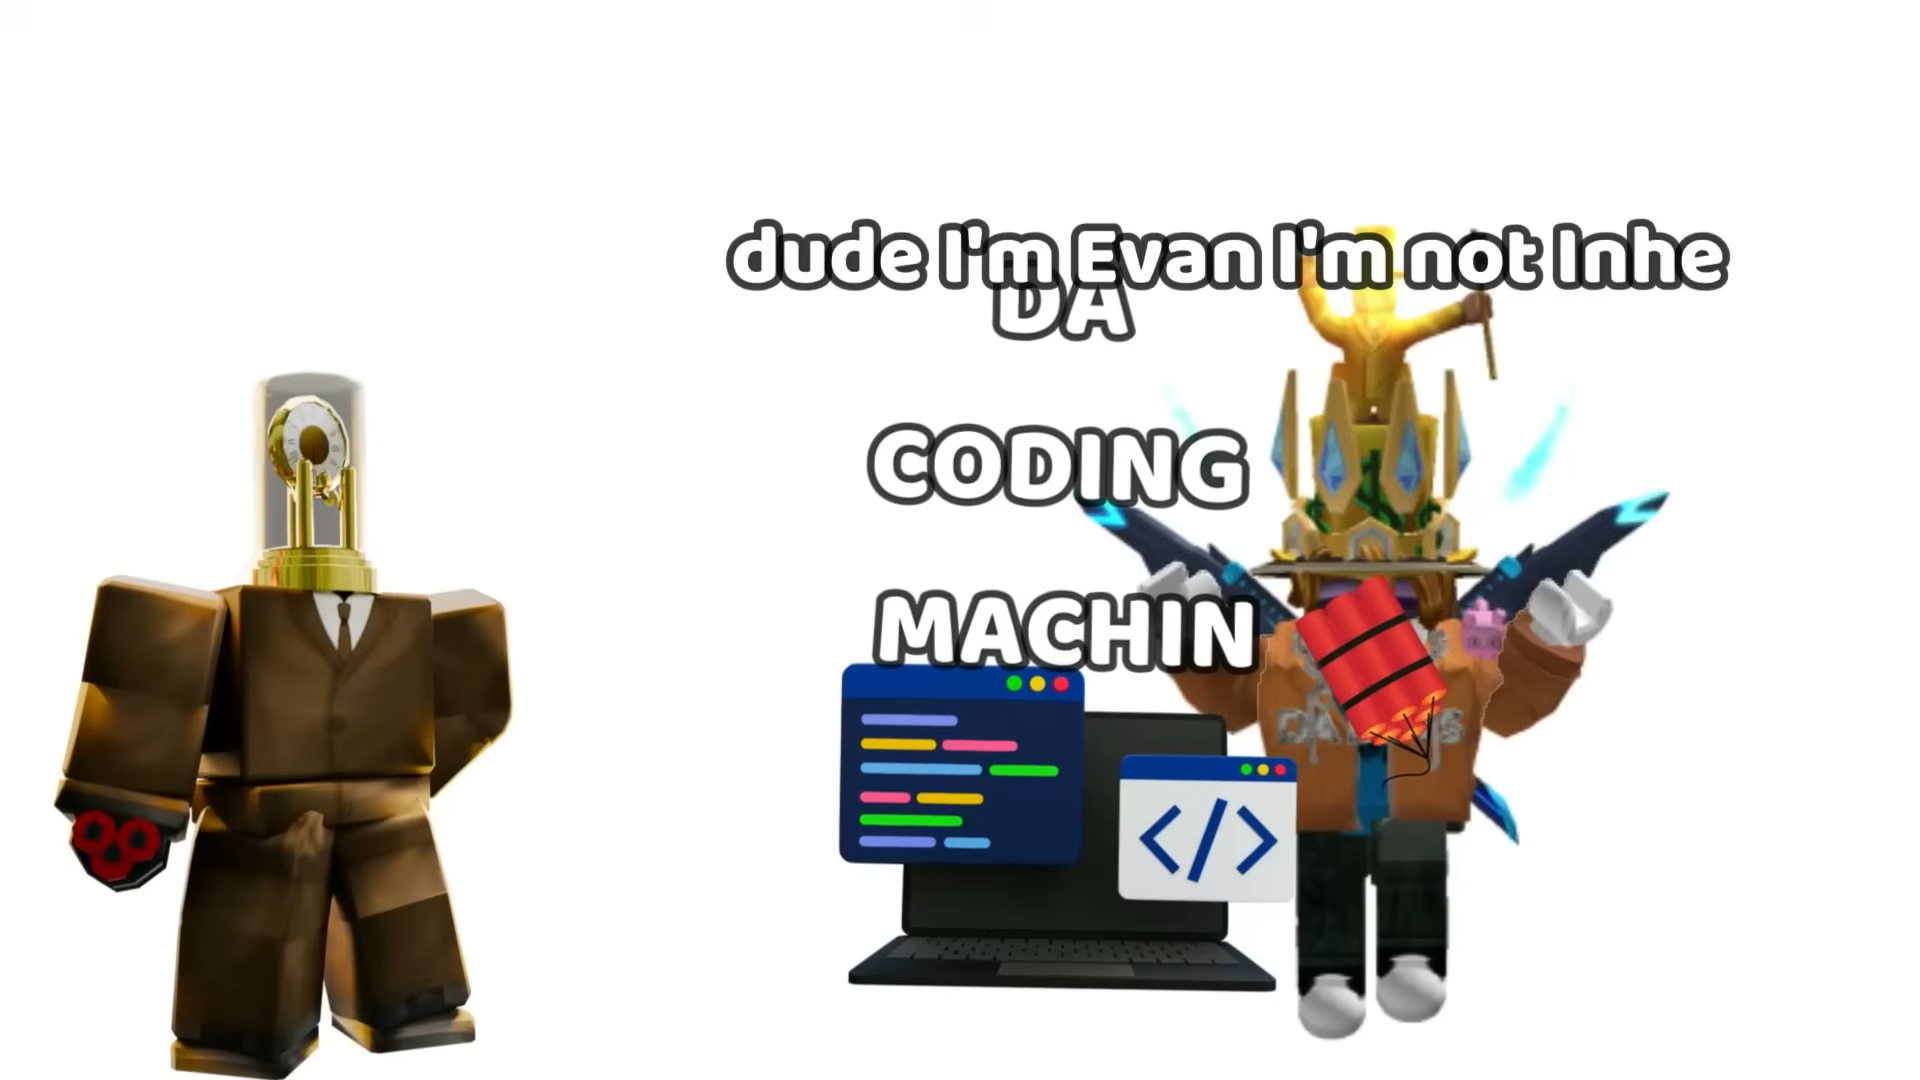 dude I'm Evan I'm not Inhe
DA
CODING
MACHIN
</>